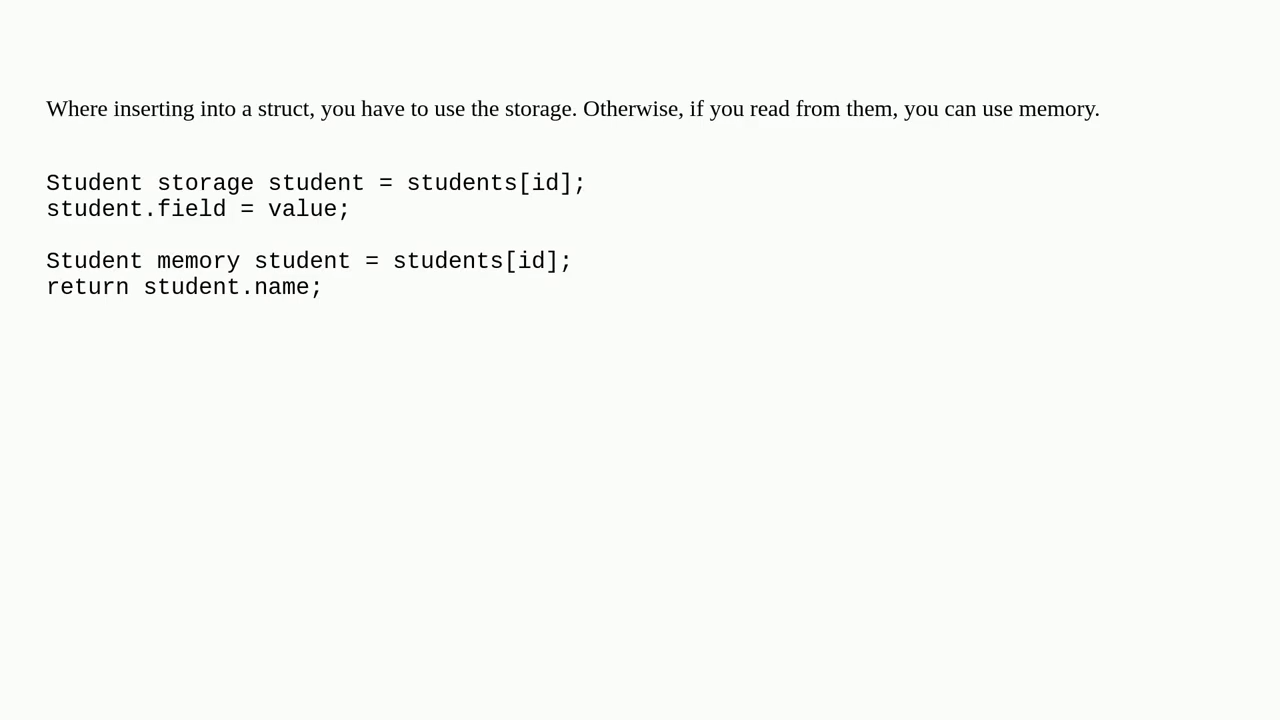 Where inserting into a struct, you have to use the storage. Otherwise, if you read from them, you can use memory.
Student storage student = students[id];
student.field = value;
Student memory student = students[id];
return student.name;